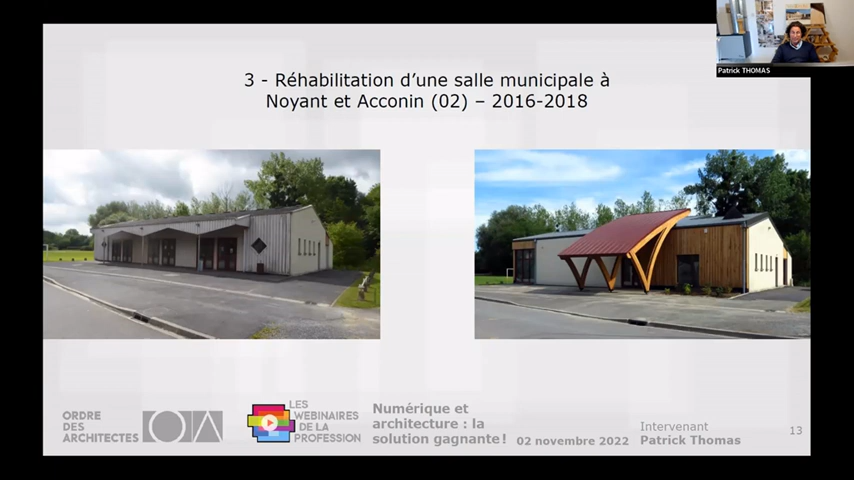 Patrick THOMAS
3 - Réhabilitation d’une salle municipale à
Noyant et Acconin (02) – 2016-2018
ORDRE
DES
ARCHITECTES
LES
WEBINAIRES
DE LA
PROFESSION
Numérique et
architecture : la
solution gagnante !
02 novembre 2022
Intervenant
Patrick Thomas
13